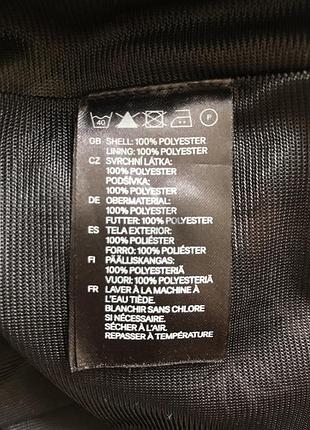 40 P
GB SHELL: 100% POLYESTER
LINING: 100% POLYESTER
CZ SVRCHNÍ LÁTKA:
100% POLYESTER
PODŠÍVKA:
100% POLYESTER
DE OBERMATERIAL:
100% POLYESTER
FUTTER: 100% POLYESTER
ES TELA EXTERIOR:
100% POLIÉSTER
FORRO: 100% POLIÉSTER
FI PÄÄLLISKANGAS:
100% POLYESTERIÄ
VUORI: 100% POLYESTERIÄ
FR LAVER À LA MACHINE À
L'EAU TIÈDE.
BLANCHIR SANS CHLORE
SI NÉCESSAIRE.
SÉCHER À L'AIR.
REPASSER À TEMPÉRATURE